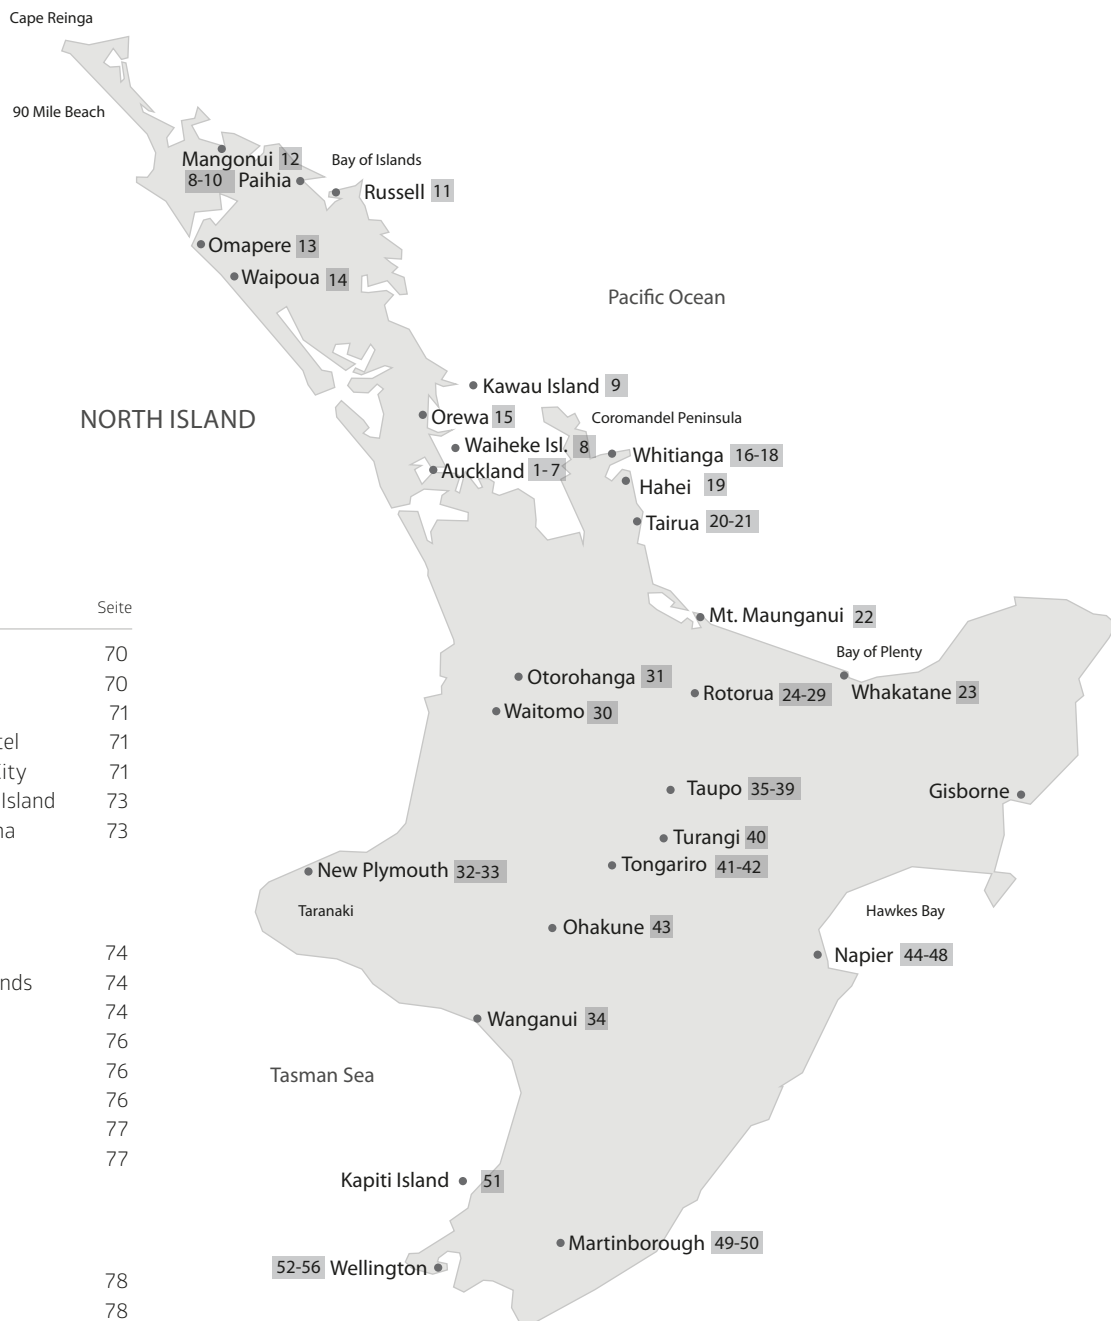 Cape Reinga
90 Mile Beach
Mangonui 12
Bay of Islands
8-10 Paihia
Russell 11
Omapere 13
Waipoua 14
Pacific Ocean
Kawau Island 9
NORTH ISLAND
Orewa 15
Coromandel Peninsula
Waiheke Isl. 8
Whitianga 16-18
Auckland 1-7
Hahei 19
Tairua 20-21
Seite
Mt. Maunganui 22
70
Bay of Plenty
Otorohanga 31
70
Rotorua 24-29
Whakatane 23
Waitomo 30
71
tel 71
City 71
Taupo 35-39
Gisborne
Island 73
na 73
Turangi 40
Tongariro 41-42
New Plymouth 32-33
Taranaki
Hawkes Bay
Ohakune 43
74
Napier 44-48
nds 74
74
Wanganui 34
76
76
Tasman Sea
76
77
77
Kapiti Island 51
Martinborough 49-50
52-56 Wellington
78
78